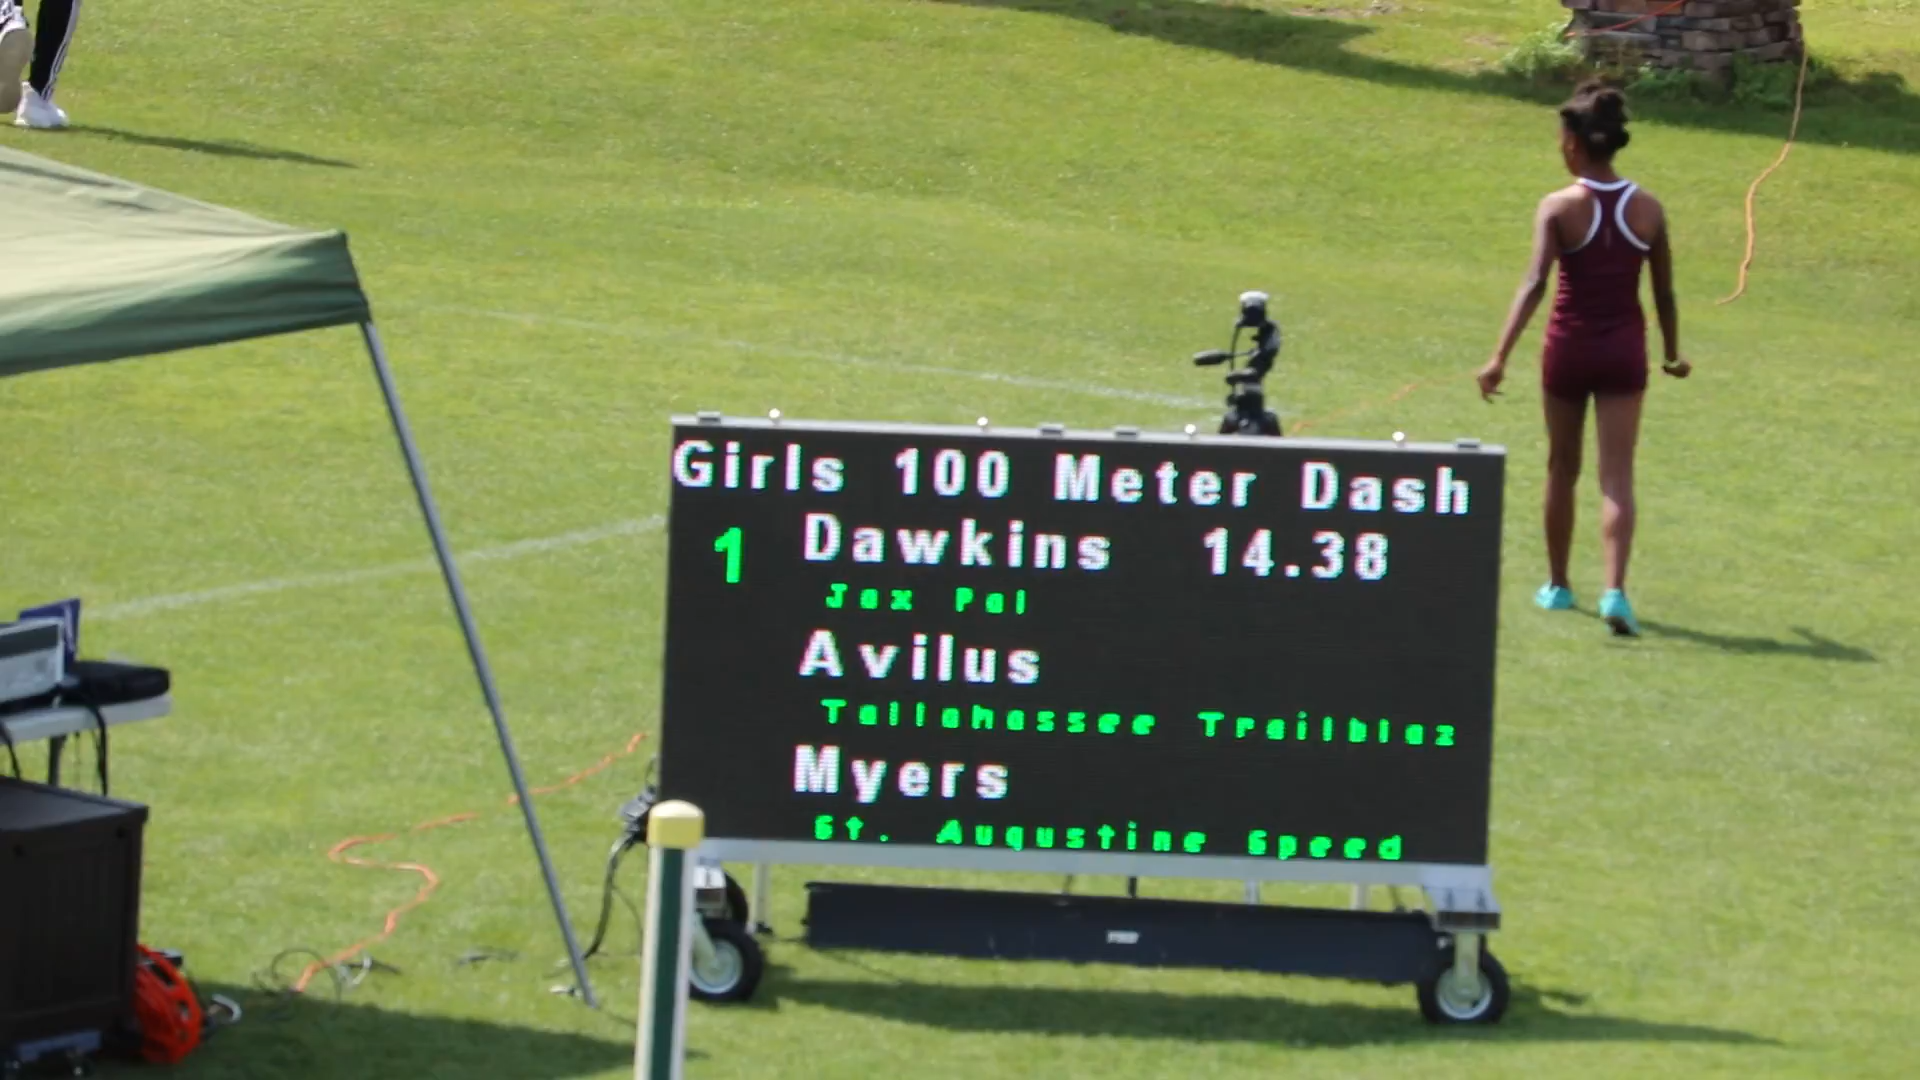 Girls 100 Meter Dash
1 Dawkins 14.38
Jax Pal
Avilus
Tallahassee Trailblaz
Myers
St. Augustine Speed